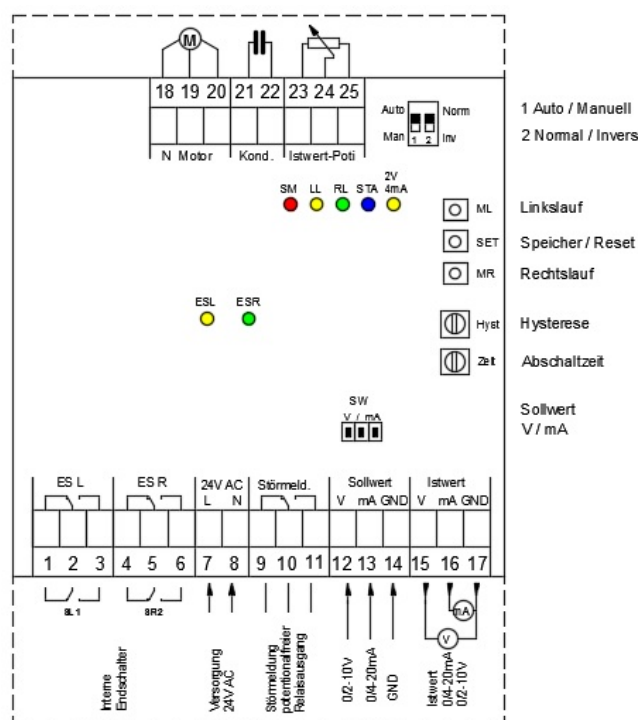 M
18 19 20 21 22 23 24 25
N Motor Kond. Istwert-Poti
Auto Norm
Man 1 2 Inv
1 Auto / Manuell
2 Normal / Invers
SM LL RL STA 2V 4mA
ML Linkslauf
SET Speicher / Reset
MR Rechtslauf
ESL ESR
Hyst Hysterese
Zeit Abschaltzeit
SW
V / mA
Sollwert
V / mA
ES L ES R 24V AC Störmeld. Sollwert Istwert
L N V mA GND V mA GND
1 2 3 4 5 6 7 8 9 10 11 12 13 14 15 16 17
SL1 SR2
mA
V
Interne
Endschalter
Versorgung
24V AC
Störmeldung
potentionalfreier
Relaisausgang
0/2-10V
0/4-20mA
GND
Istwert
0/4-20mA
0/2-10V